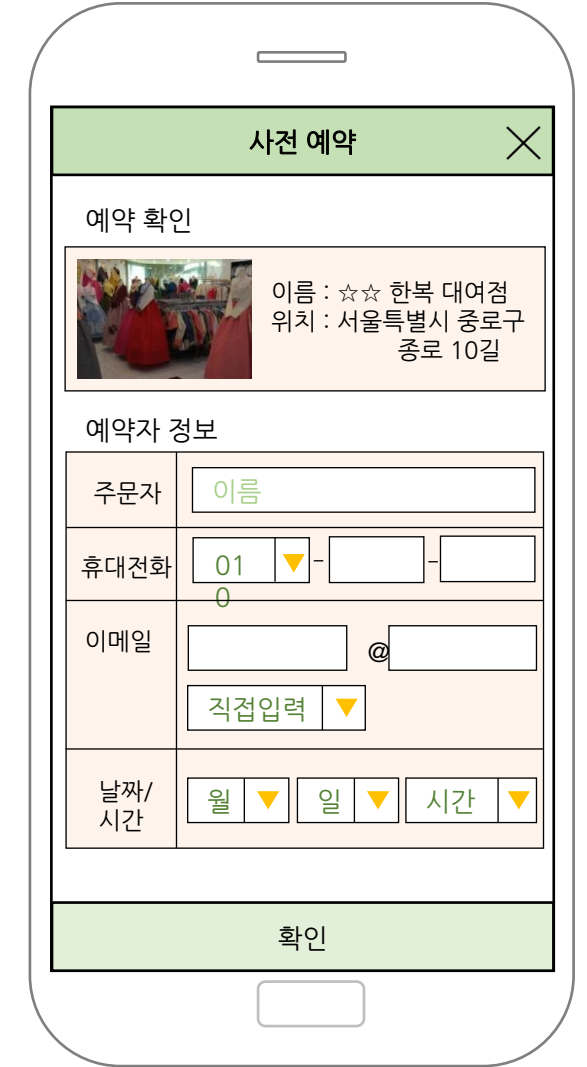 사전 예약
예약 확인
이름 : ☆☆ 한복 대여점
위치 : 서울특별시 중로구
종로 10길
예약자 정보
주문자 이름
휴대전화 01 - -
0
이메일 @
직접입력
날짜/
시간
월 일 시간
확인